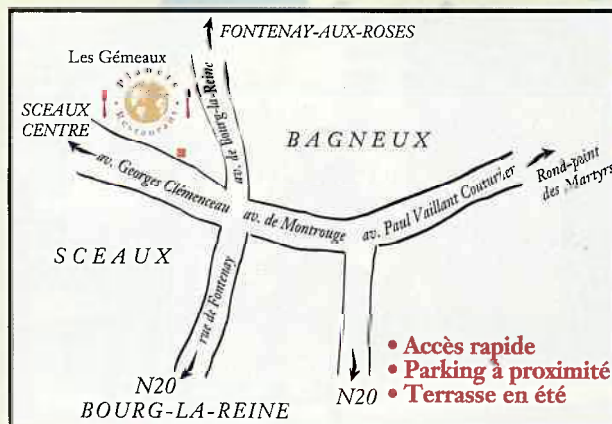 FONTENAY-AUX-ROSES
Les Gémeaux
Planète
Restaurant
SCEAUX
CENTRE
av. de Bourg-la-Reine
BAGNEUX
Rond-point
des Martyrs
av. Georges Clémenceau
av. de Montrouge
av. Paul Vaillant Couturier
SCEAUX
rue de Fontenay
• Accès rapide
• Parking à proximité
• Terrasse en été
N20
BOURG-LA-REINE
N20